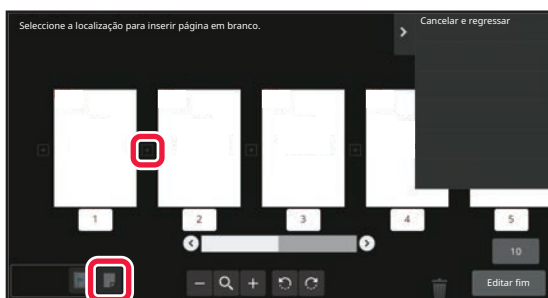 Seleccione a localização para inserir página em branco.
Cancelar e regressar
1
2
3
4
5
10
Editar fim